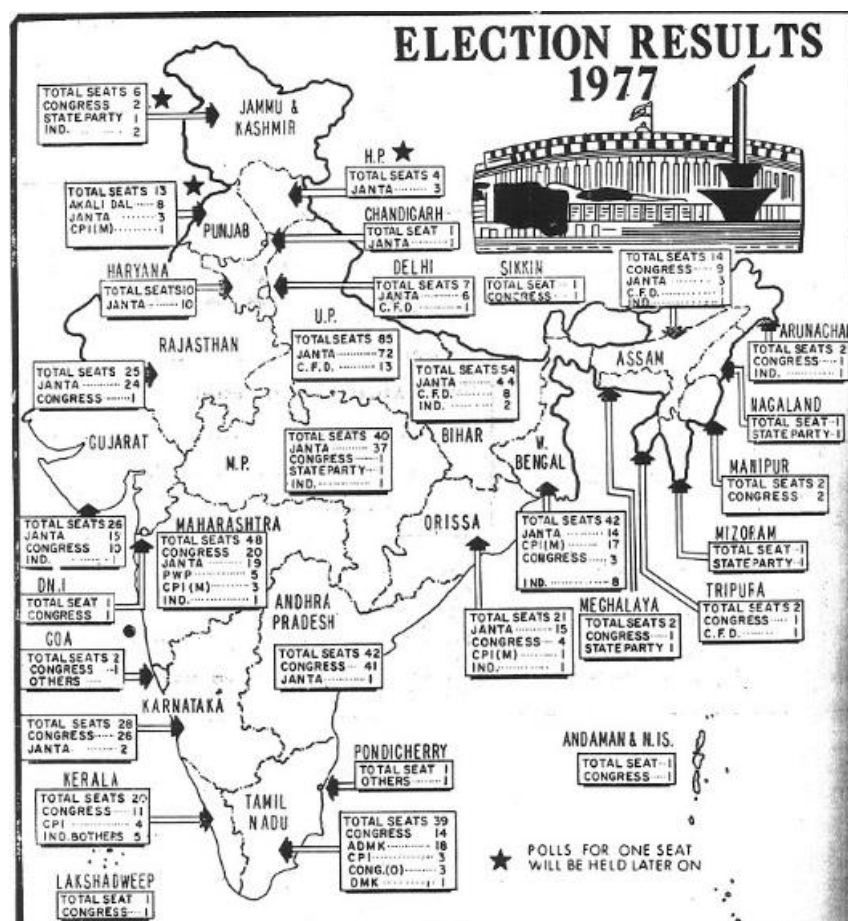 ELECTION RESULTS
1977
TOTAL SEATS 6
CONGRESS 2
STATE PARTY 1
IND. 2
JAMMU &
KASHMIR
H.P.
TOTAL SEATS 4
JANTA 3
TOTAL SEATS 13
AKALI DAL 8
JANTA 3
CPI(M) 1
PUNJAB
CHANDIGARH
TOTAL SEAT 1
JANTA 1
HARYANA
TOTAL SEATS 10
JANTA 10
DELHI
TOTAL SEATS 7
JANTA 6
C.F.D 1
SIKKIN
TOTAL SEAT 1
CONCRESS 1
TOTAL SEATS 14
CONGRESS 9
JANTA 3
C.F.D. 1
IND. 1
ASSAM
ARUNACHAL
TOTAL SEATS 2
CONGRESS 1
IND. 1
U.P.
TOTAL SEATS 85
JANTA 72
C.F.D. 13
RAJASTHAN
TOTAL SEATS 25
JANTA 24
CONGRESS 1
TOTAL SEATS 54
JANTA 44
C.F.D. 8
IND. 2
BIHAR
NAGALAND
TOTAL SEAT 1
STATE PARTY 1
GUJARAT
M.P.
TOTAL SEATS 40
JANTA 37
CONGRESS 1
STATE PARTY 1
IND. 1
W.
BENGAL
MANIPUR
TOTAL SEATS 2
CONGRESS 2
TOTAL SEATS 26
JANTA 15
CONGRESS 10
IND. 1
MAHARASHTRA
TOTAL SEATS 48
CONGRESS 20
JANTA 19
PWP 5
CPI(M) 3
IND. 1
ORISSA
TOTAL SEATS 42
JANTA 14
CPI(M) 17
CONGRESS 3
IND. 8
MIZORAM
TOTAL SEAT 1
STATE PARTY 1
DN.I
TOTAL SEAT 1
CONGRESS 1
ANDHRA
PRADESH
MEGHALAYA
TOTAL SEATS 2
CONGRESS 1
STATE PARTY 1
TRIPURA
TOTAL SEATS 2
CONGRESS 1
C.F.D. 1
GOA
TOTAL SEATS 2
CONGRESS 1
OTHERS
TOTAL SEATS 42
CONGRESS 41
JANTA 1
TOTAL SEATS 21
JANTA 15
CONGRESS 4
CPI(M) 1
IND. 1
KARNATAKA
TOTAL SEATS 28
CONGRESS 26
JANTA 2
PONDICHERRY
TOTAL SEAT 1
OTHERS 1
ANDAMAN & N.IS.
TOTAL SEAT 1
CONGRESS 1
KERALA
TOTAL SEATS 20
CONGRESS 11
CPI 4
IND.BOTHERS 5
TAMIL
NADU
TOTAL SEATS 39
CONGRESS 14
ADMK 18
CPI 3
CONG.(O) 3
DMK 1
LAKSHADWEEP
TOTAL SEAT 1
CONGRESS 1
POLLS FOR ONE SEAT
WILL BE HELD LATER ON